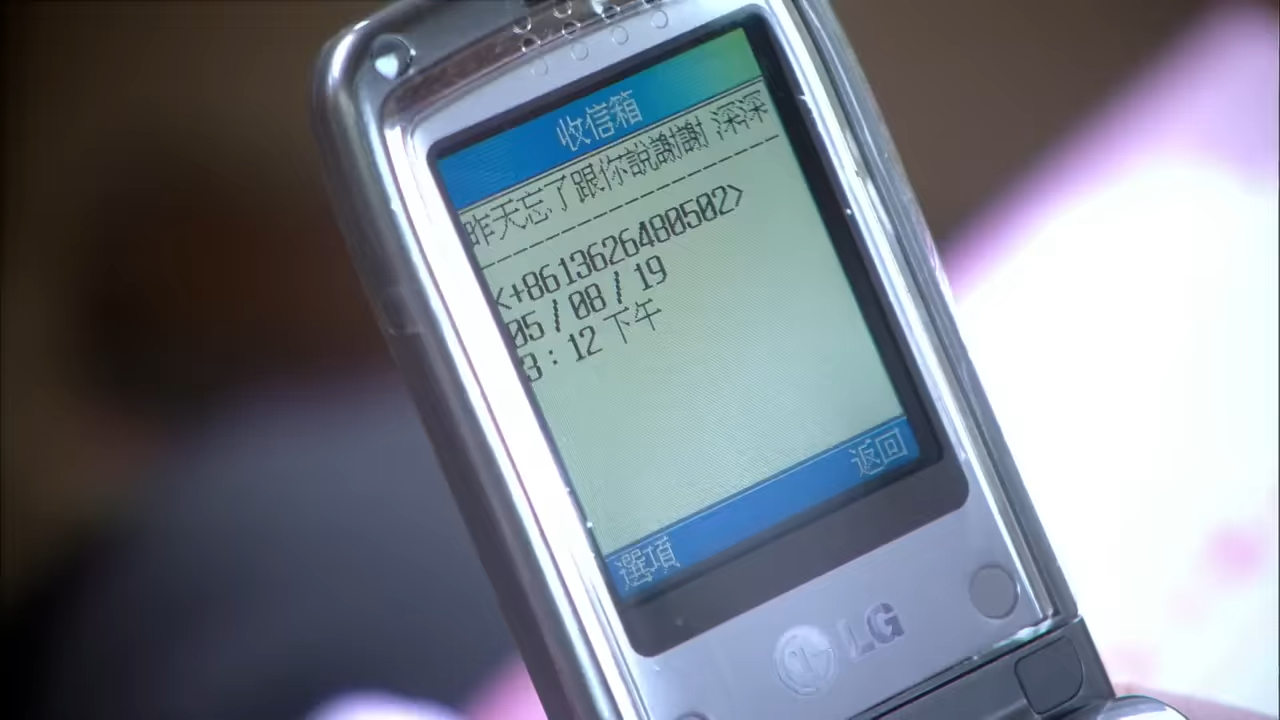 收信箱
昨天忘了跟你說謝謝 深深
<+8613626480502>
05/08/19
3:12 下午
選項 返回
LG